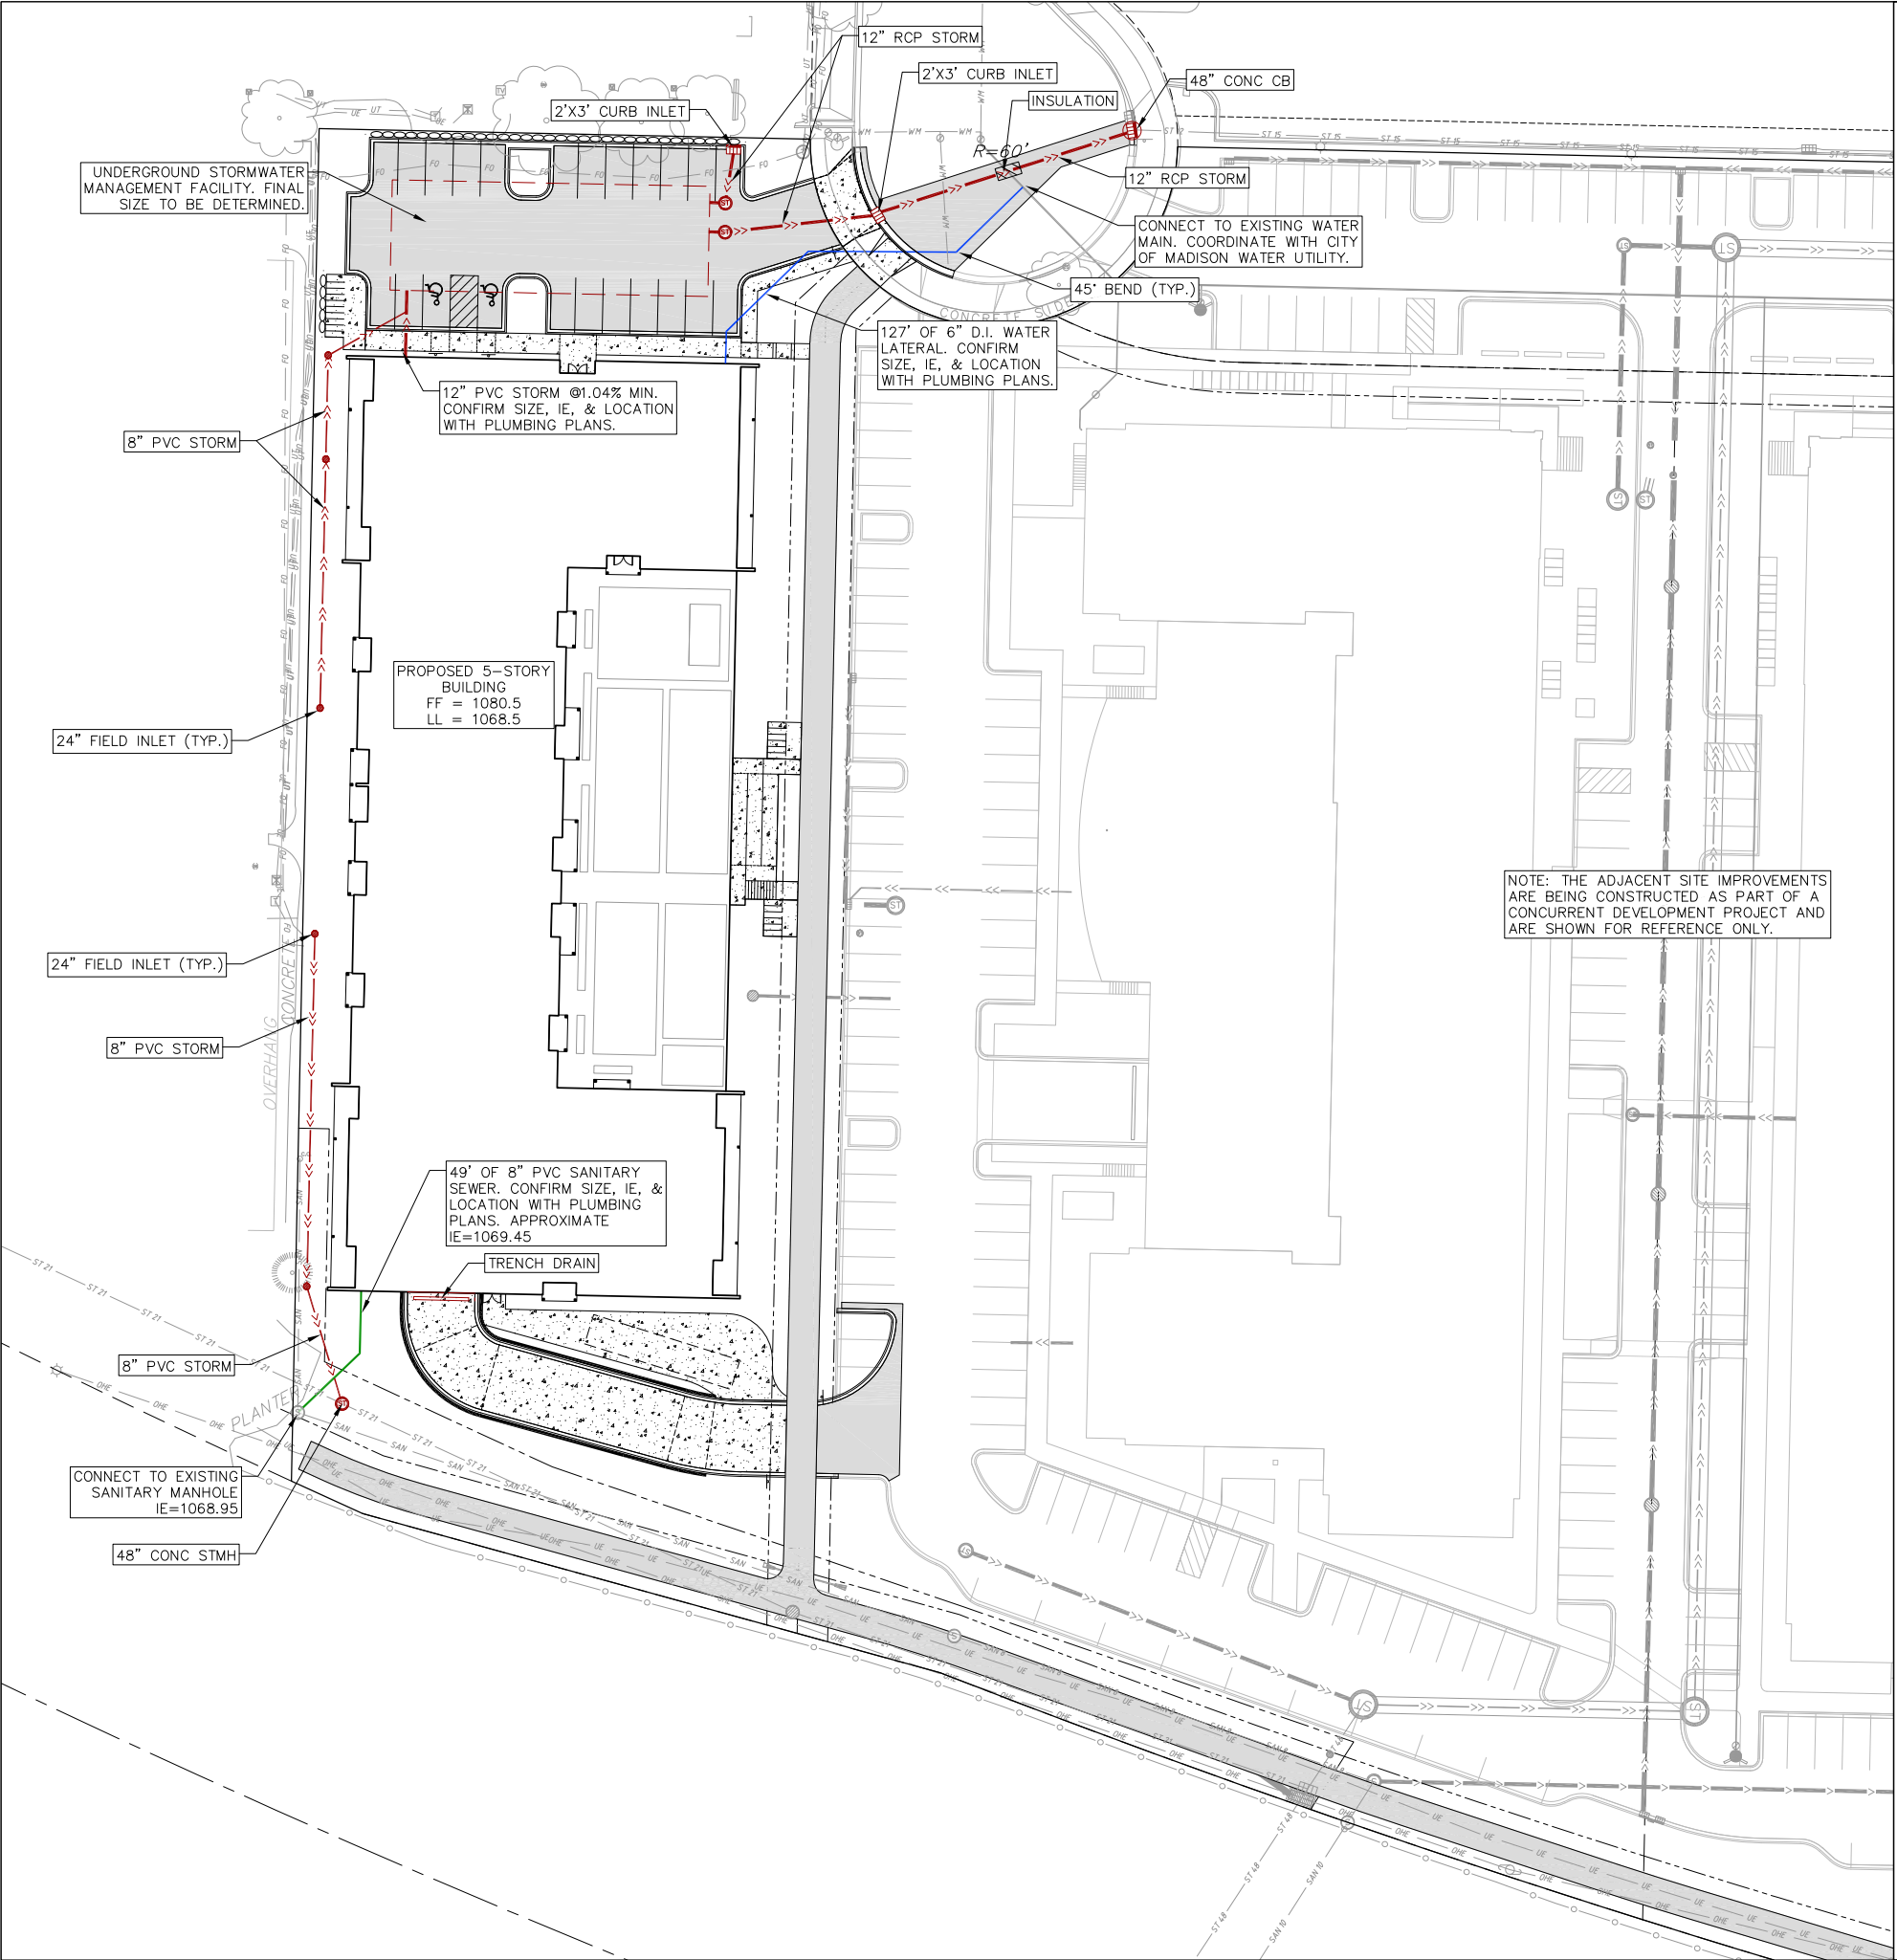 12" RCP STORM
2'X3' CURB INLET
48" CONC CB
INSULATION
2'X3' CURB INLET
R=60'
UNDERGROUND STORMWATER
MANAGEMENT FACILITY. FINAL
SIZE TO BE DETERMINED.
12" RCP STORM
CONNECT TO EXISTING WATER
MAIN. COORDINATE WITH CITY
OF MADISON WATER UTILITY.
45° BEND (TYP.)
127' OF 6" D.I. WATER
LATERAL. CONFIRM
SIZE, IE, & LOCATION
WITH PLUMBING PLANS.
12" PVC STORM @1.04% MIN.
CONFIRM SIZE, IE, & LOCATION
WITH PLUMBING PLANS.
8" PVC STORM
PROPOSED 5-STORY
BUILDING
FF = 1080.5
LL = 1068.5
24" FIELD INLET (TYP.)
NOTE: THE ADJACENT SITE IMPROVEMENTS
ARE BEING CONSTRUCTED AS PART OF A
CONCURRENT DEVELOPMENT PROJECT AND
ARE SHOWN FOR REFERENCE ONLY.
24" FIELD INLET (TYP.)
CONCRETE
OVERHANG
8" PVC STORM
49' OF 8" PVC SANITARY
SEWER. CONFIRM SIZE, IE, &
LOCATION WITH PLUMBING
PLANS. APPROXIMATE
IE=1069.45
TRENCH DRAIN
8" PVC STORM
CONNECT TO EXISTING
SANITARY MANHOLE
IE=1068.95
48" CONC STMH
ST 48
SAN 10